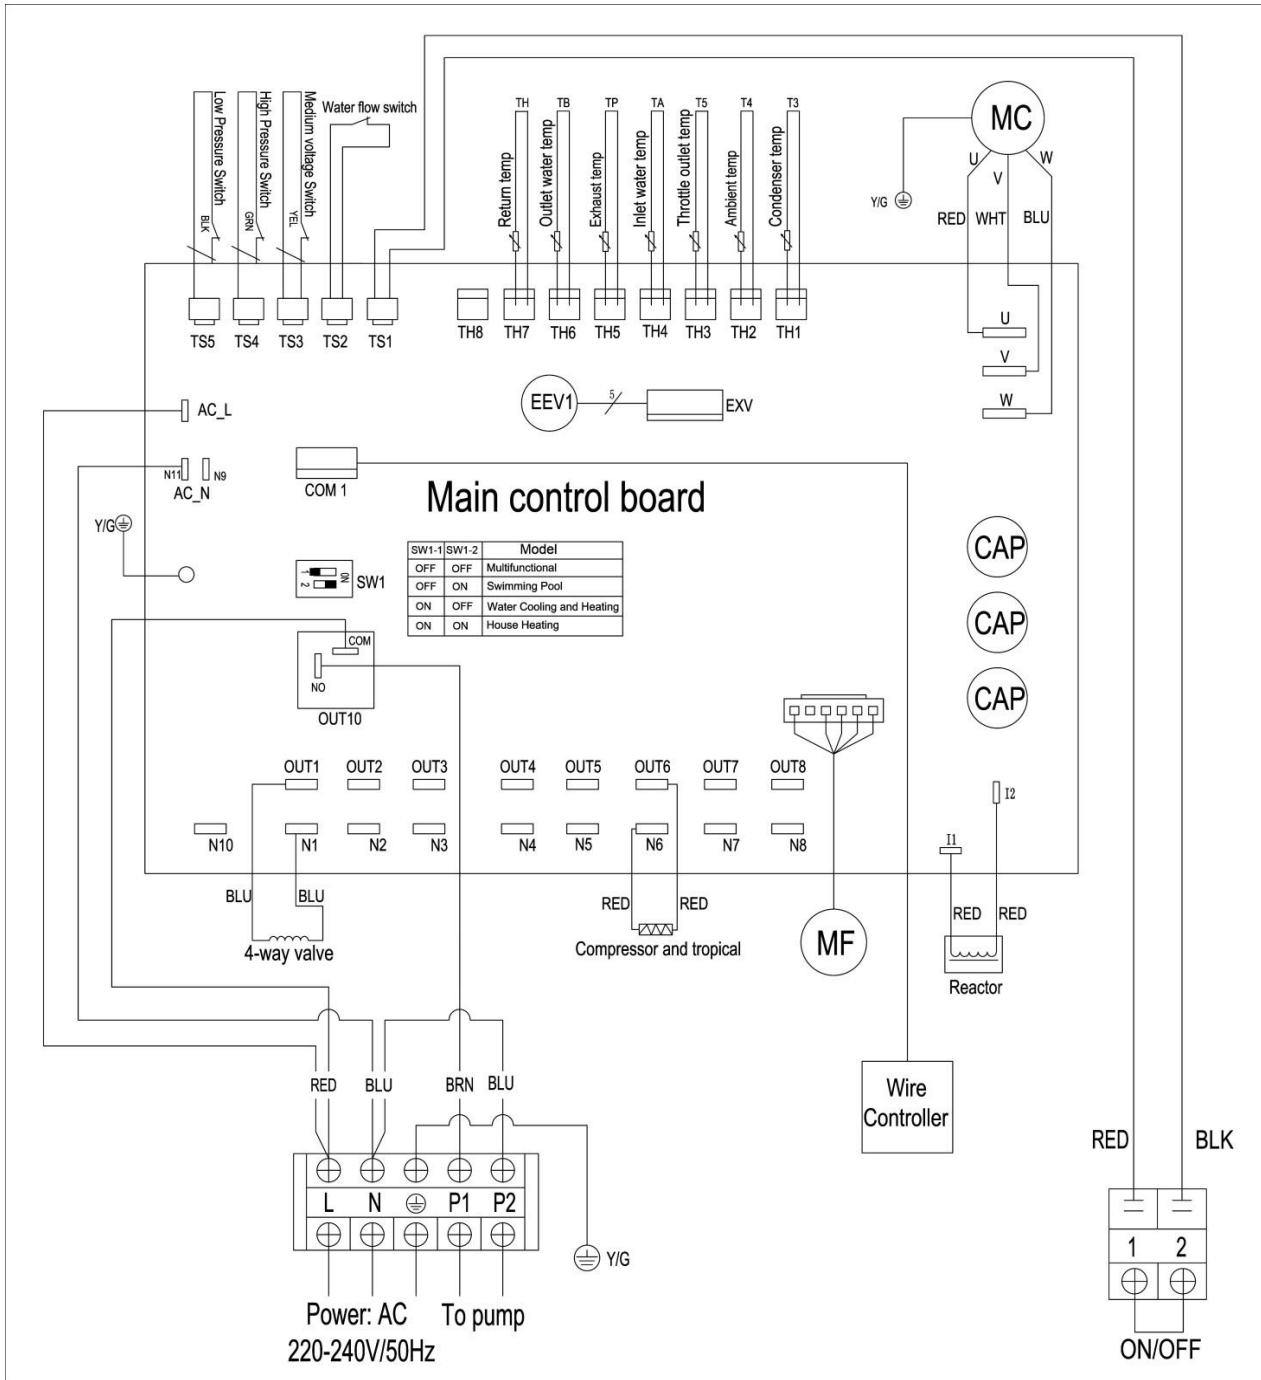 Low Pressure Switch
High Pressure Switch
Medium voltage Switch
Water flow switch
BLK
GRN
YEL
TH
TB
TP
TA
T5
T4
T3
Return temp
Outlet water temp
Exhaust temp
Inlet water temp
Throttle outlet temp
Ambient temp
Condenser temp
MC
U
V
W
Y/G
RED
WHT
BLU
TS5
TS4
TS3
TS2
TS1
TH8
TH7
TH6
TH5
TH4
TH3
TH2
TH1
U
V
W
AC_L
EEV1
5
EXV
N11
N9
AC_N
COM 1
Main control board
Y/G
1
2
ON
SW1
SW1-1 SW1-2 Model
OFF OFF Multifunctional
OFF ON Swimming Pool
ON OFF Water Cooling and Heating
ON ON House Heating
CAP
CAP
CAP
COM
NO
OUT10
OUT1 OUT2 OUT3 OUT4 OUT5 OUT6 OUT7 OUT8
N10 N1 N2 N3 N4 N5 N6 N7 N8
I2
I1
BLU
BLU
4-way valve
RED
RED
Compressor and tropical
MF
RED
RED
Reactor
RED
BLU
BRN
BLU
Wire
Controller
L
N
P1
P2
Y/G
Power: AC
220-240V/50Hz
To pump
RED
BLK
1
2
ON/OFF